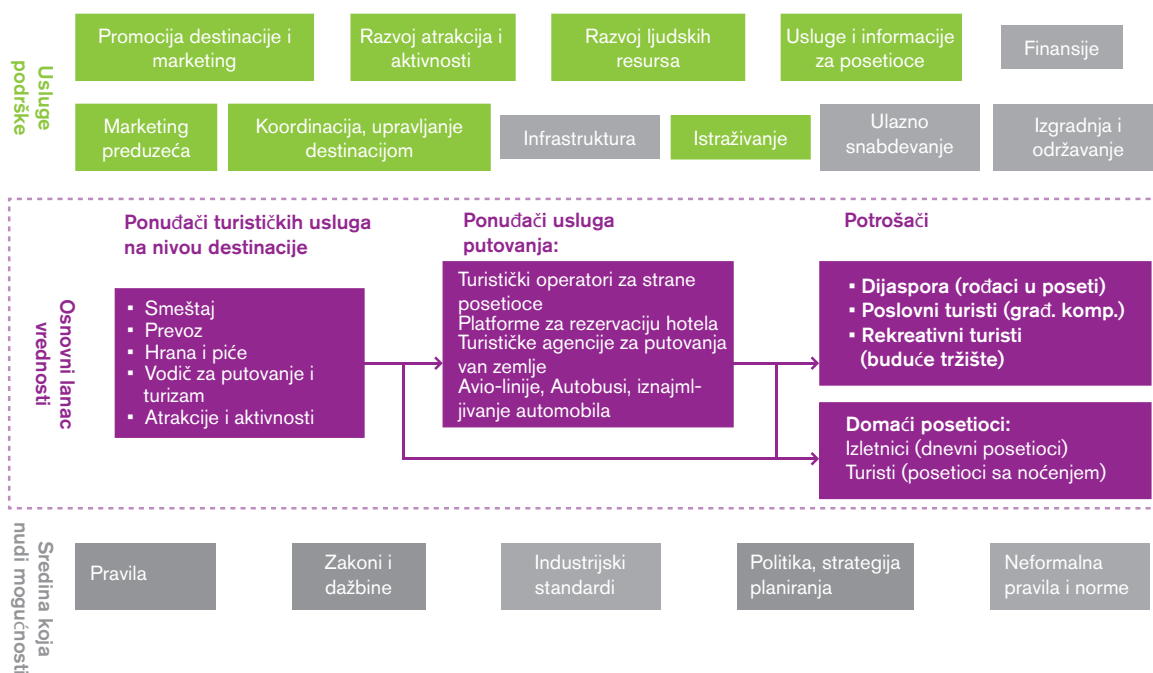 Usluge
podrške
Promocija destinacije i
marketing
Razvoj atrakcija i
aktivnosti
Razvoj ljudskih
resursa
Usluge i informacije
za posetioce
Finansije
Marketing
preduzeća
Koordinacija, upravljanje
destinacijom
Infrastruktura
Istraživanje
Ulazno
snabdevanje
Izgradnja i
održavanje
Osnovni lanac
vrednosti
Ponuđači turističkih usluga
na nivou destinacije
▪ Smeštaj
▪ Prevoz
▪ Hrana i piće
▪ Vodič za putovanje i
turizam
▪ Atrakcije i aktivnosti
Ponuđači usluga
putovanja:
Turistički operatori za strane
posetioce
Platforme za rezervaciju hotela
Turističke agencije za putovanja
van zemlje
Avio-linije, Autobusi, iznajml-
jivanje automobila
Potrošači
▪ Dijaspora (rođaci u poseti)
▪ Poslovni turisti (građ. komp.)
▪ Rekreativni turisti
(buduće tržište)
Domaći posetioci:
Izletnici (dnevni posetioci)
Turisti (posetioci sa noćenjem)
Sredina koja
nudi mogućnosti
Pravila
Zakoni i
dažbine
Industrijski
standardi
Politika, strategija
planiranja
Neformalna
pravila i norme